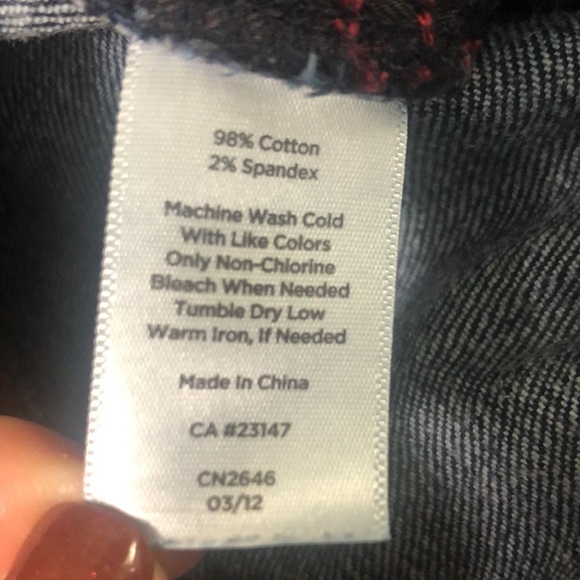 98% Cotton
2% Spandex
Machine Wash Cold
With Like Colors
Only Non-Chlorine
Bleach When Needed
Tumble Dry Low
Warm Iron, If Needed
Made In China
CA #23147
CN2646
03/12